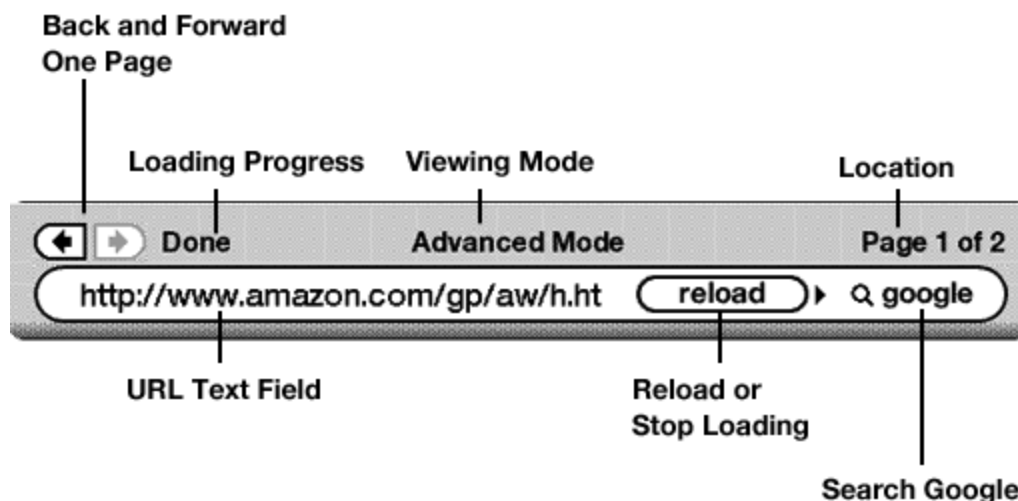 Back and Forward
One Page
Loading Progress
Viewing Mode
Location
Done
Advanced Mode
Page 1 of 2
http://www.amazon.com/gp/aw/h.ht
reload
google
URL Text Field
Reload or
Stop Loading
Search Google